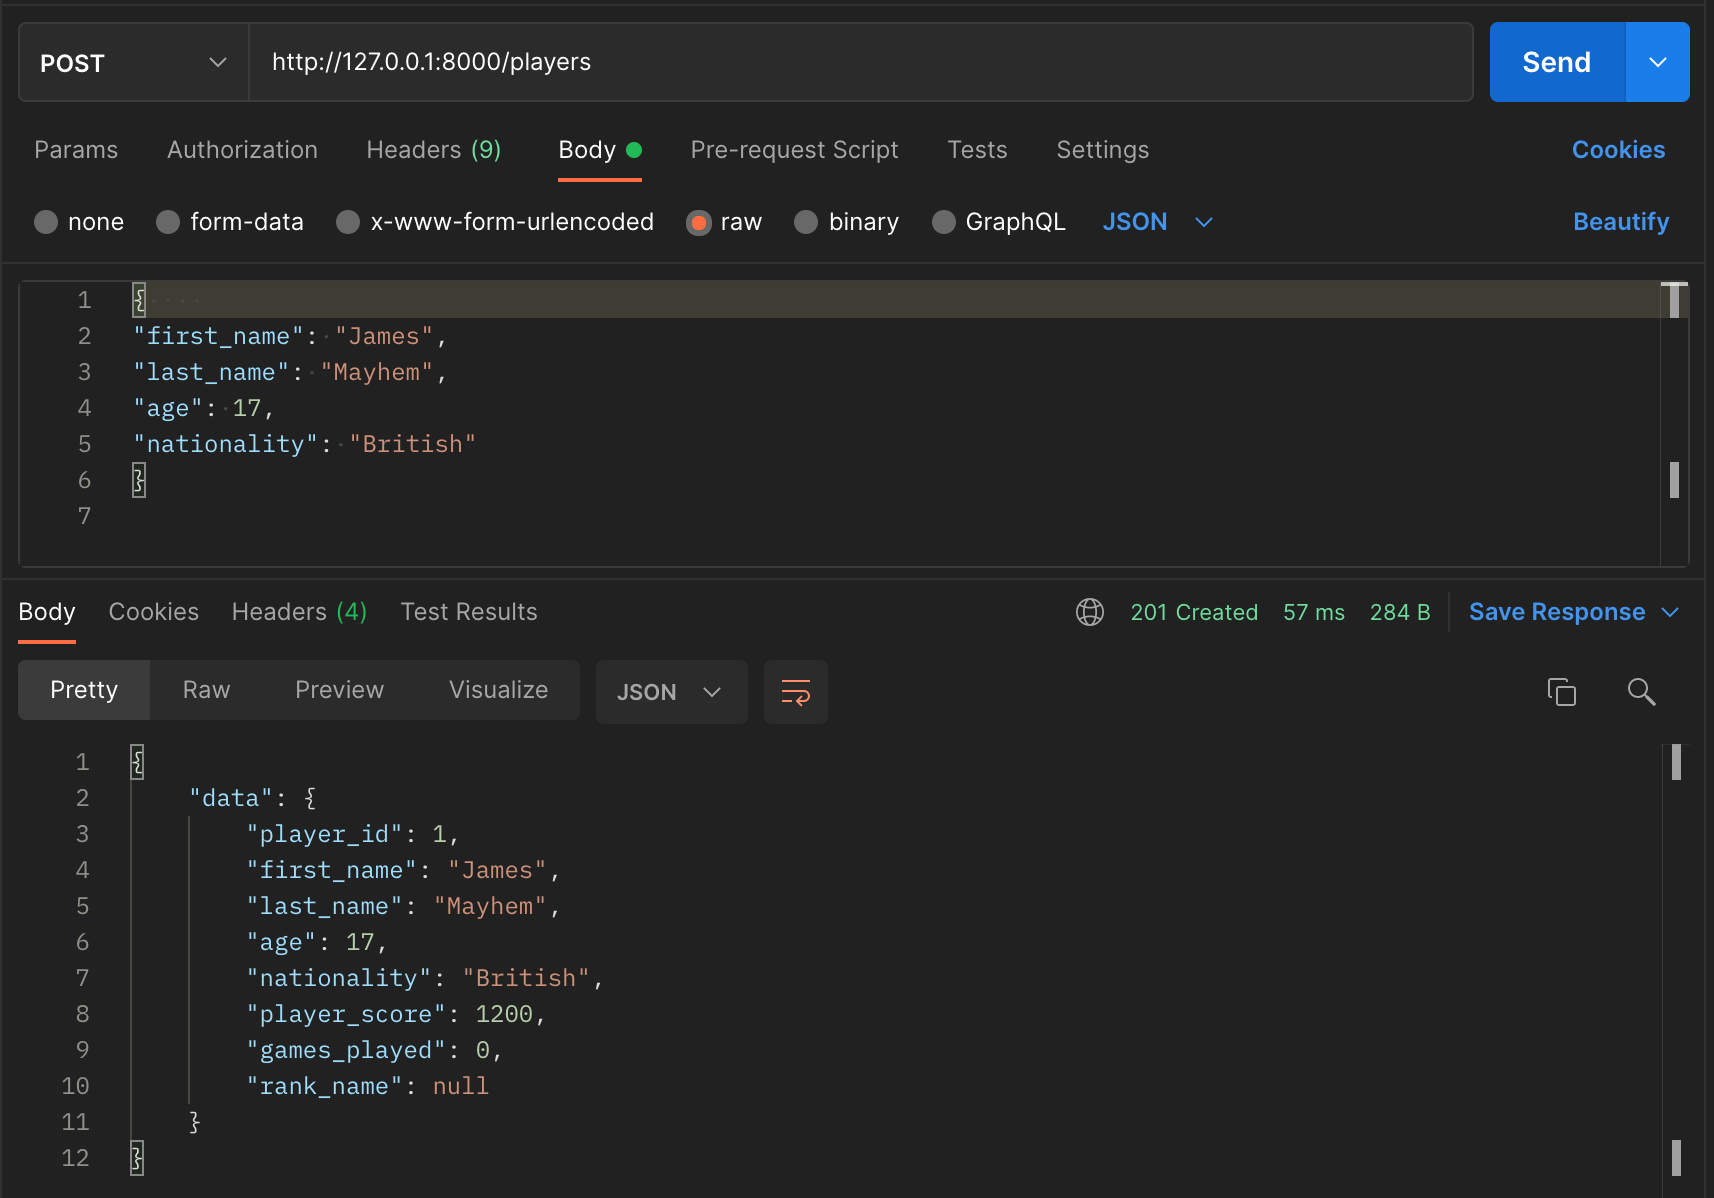 POST http://127.0.0.1:8000/players Send
Params Authorization Headers (9) Body Pre-request Script Tests Settings Cookies
none form-data x-www-form-urlencoded raw binary GraphQL JSON Beautify
1 {
2 "first_name": "James",
3 "last_name": "Mayhem",
4 "age": 17,
5 "nationality": "British"
6 }
7
Body Cookies Headers (4) Test Results 201 Created 57 ms 284 B Save Response
Pretty Raw Preview Visualize JSON
1 {
2 "data": {
3 "player_id": 1,
4 "first_name": "James",
5 "last_name": "Mayhem",
6 "age": 17,
7 "nationality": "British",
8 "player_score": 1200,
9 "games_played": 0,
10 "rank_name": null
11 }
12 }